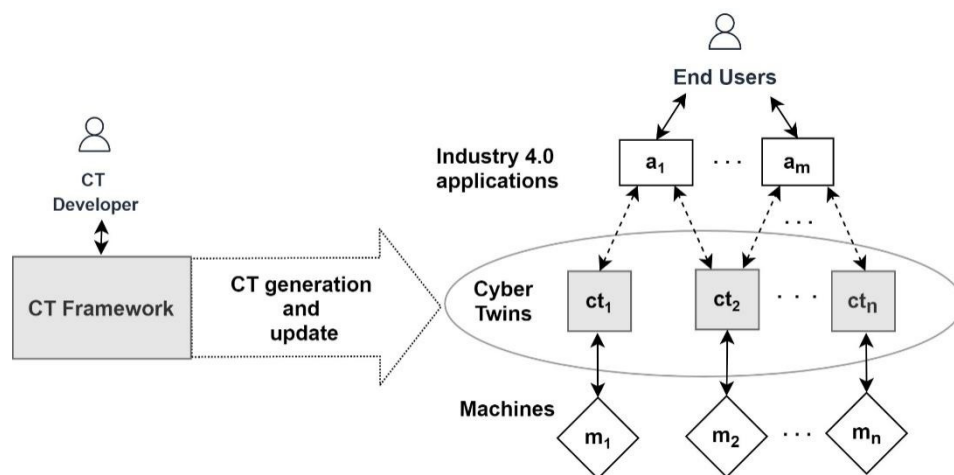 End Users
Industry 4.0
applications
a1
. . .
am
CT
Developer
. . .
CT Framework
CT generation
and
update
Cyber
Twins
ct1
ct2
. . .
ctn
Machines
m1
m2
. . .
mn